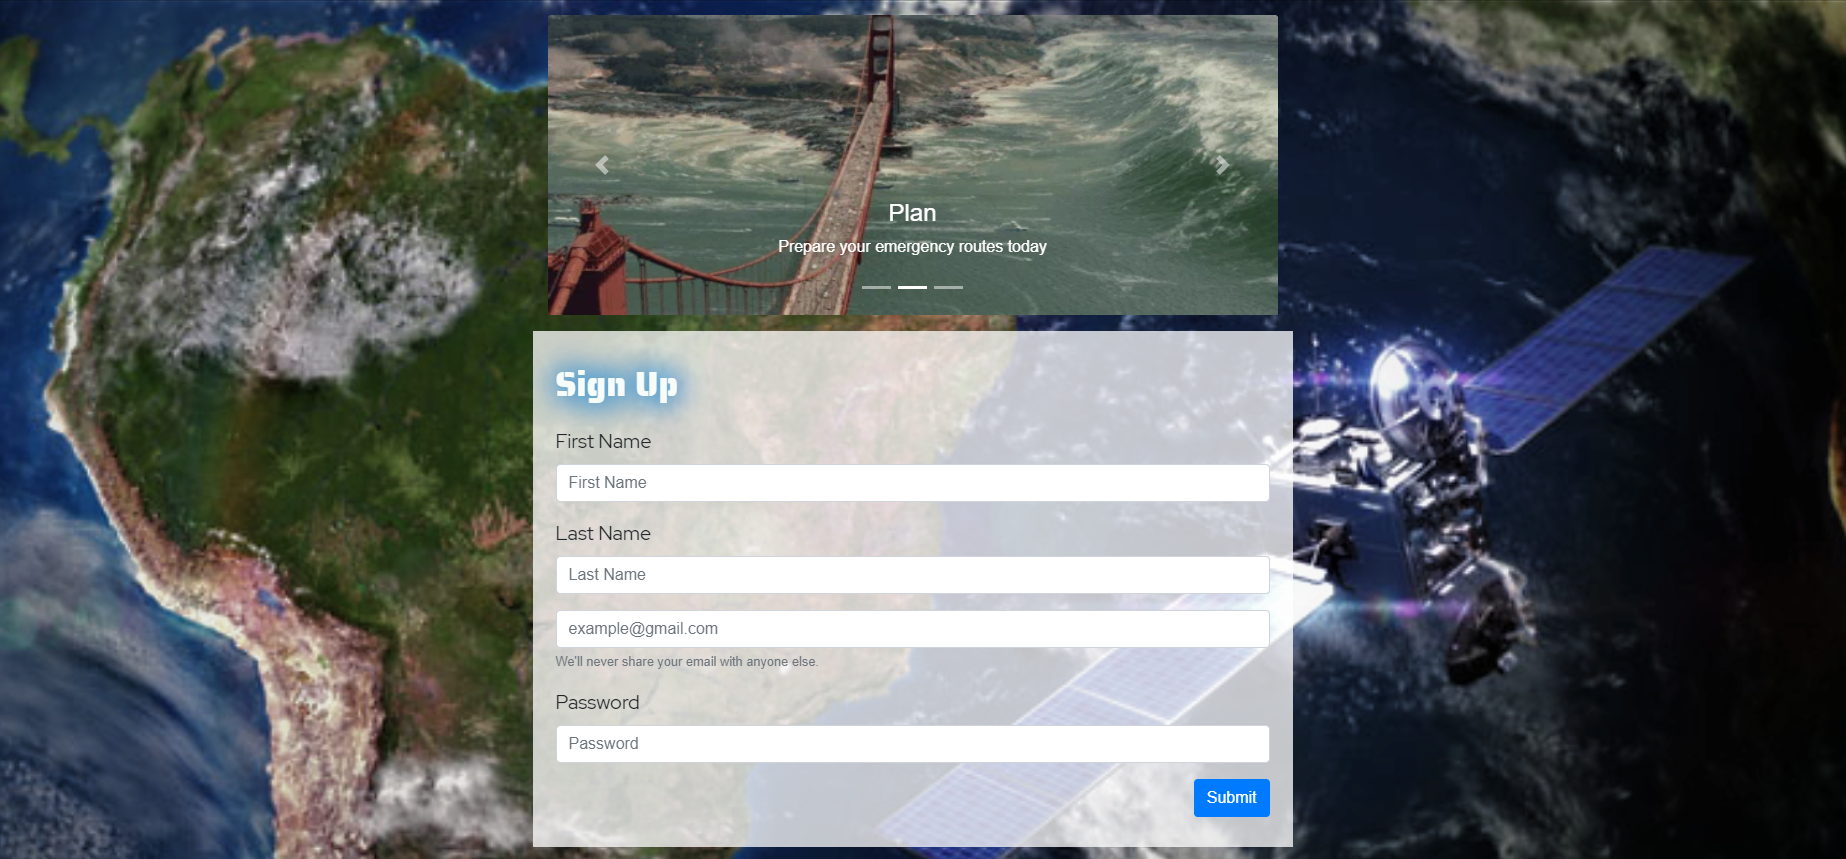 Plan
Prepare your emergency routes today
Sign Up
First Name
First Name
Last Name
Last Name
example@gmail.com
We'll never share your email with anyone else.
Password
Password
Submit